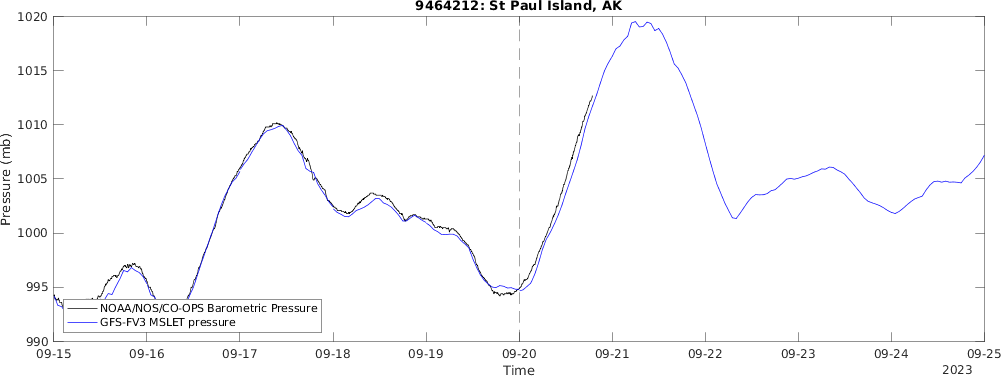 9464212: St Paul Island, AK
1020
1015
1010
1005
1000
995
990
Pressure (mb)
NOAA/NOS/CO-OPS Barometric Pressure
GFS-FV3 MSLET pressure
09-15 09-16 09-17 09-18 09-19 09-20 09-21 09-22 09-23 09-24 09-25
Time
2023